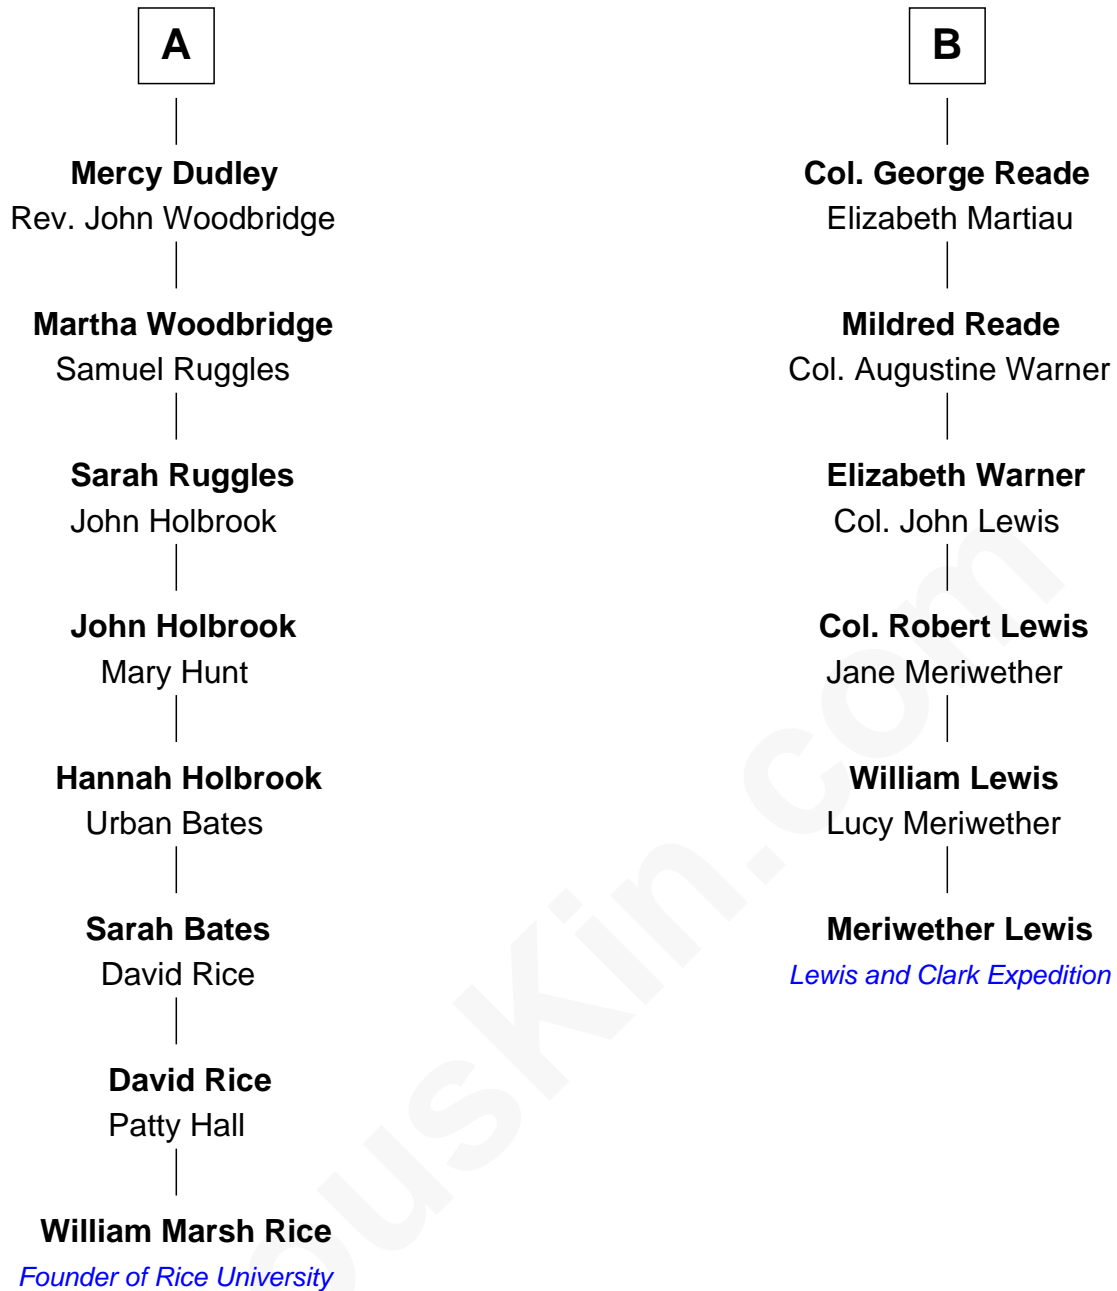 A
Mercy Dudley
Rev. John Woodbridge
Martha Woodbridge
Samuel Ruggles
Sarah Ruggles
John Holbrook
John Holbrook
Mary Hunt
Hannah Holbrook
Urban Bates
Sarah Bates
David Rice
David Rice
Patty Hall
William Marsh Rice
Founder of Rice University
B
Col. George Reade
Elizabeth Martiau
Mildred Reade
Col. Augustine Warner
Elizabeth Warner
Col. John Lewis
Col. Robert Lewis
Jane Meriwether
William Lewis
Lucy Meriwether
Meriwether Lewis
Lewis and Clark Expedition
ousKin.com